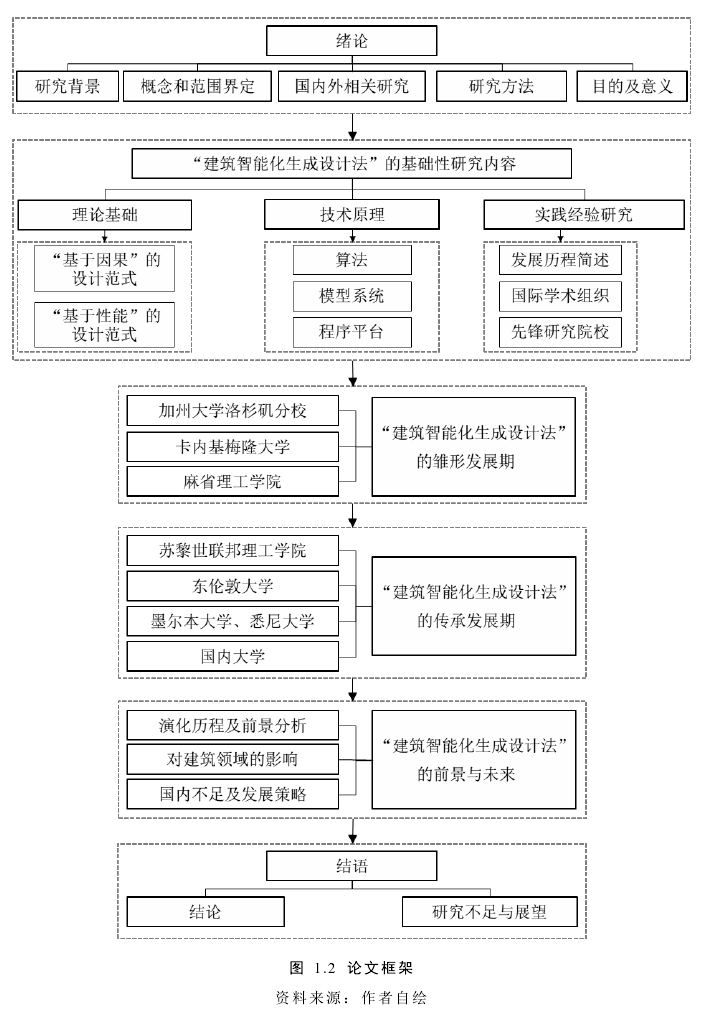 绪论
研究背景
概念和范围界定
国内外相关研究
研究方法
目的及意义
“建筑智能化生成设计法”的基础性研究内容
理论基础
技术原理
实践经验研究
“基于因果”的
设计范式
“基于性能”的
设计范式
算法
模型系统
程序平台
发展历程简述
国际学术组织
先锋研究院校
加州大学洛杉矶分校
卡内基梅隆大学
麻省理工学院
“建筑智能化生成设计法”
的雏形发展期
苏黎世联邦理工学院
东伦敦大学
墨尔本大学、悉尼大学
国内大学
“建筑智能化生成设计法”
的传承发展期
演化历程及前景分析
对建筑领域的影响
国内不足及发展策略
“建筑智能化生成设计法”
的前景与未来
结语
结论
研究不足与展望
图 1.2 论文框架
资料来源：作者自绘